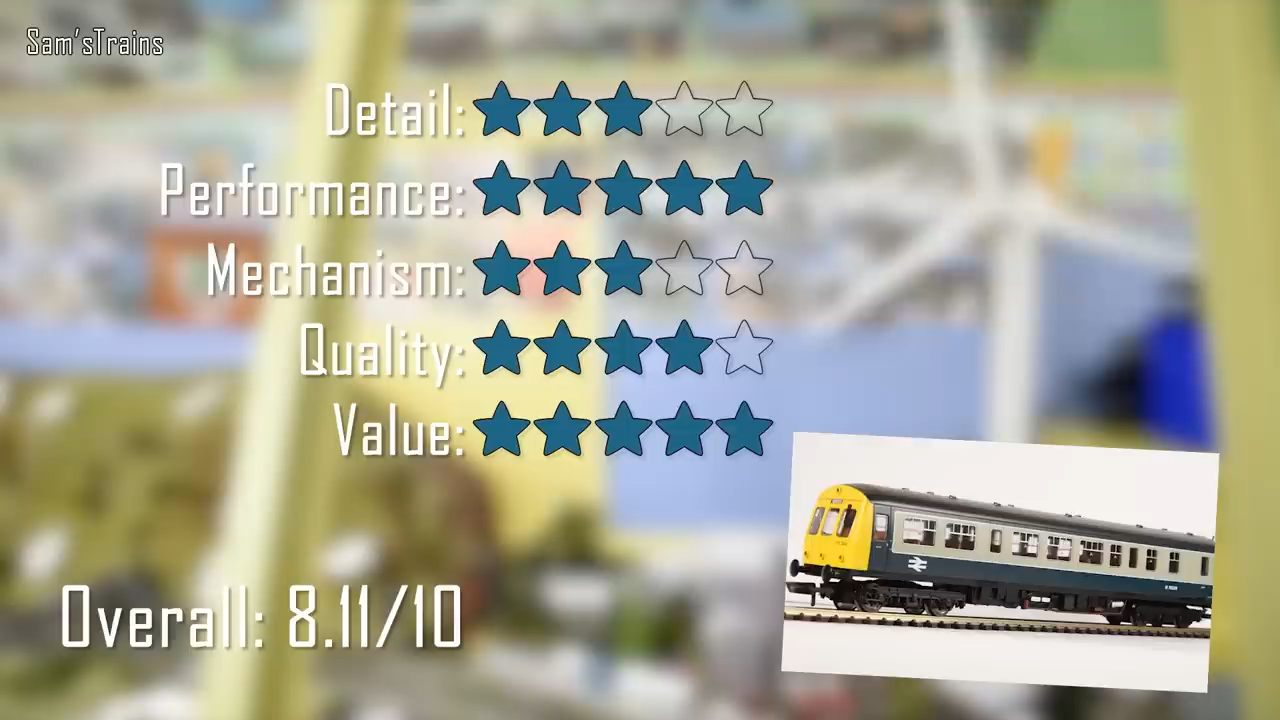 Sam'sTrains
Detail:
Performance:
Mechanism:
Quality:
Value:
Overall: 8.11/10